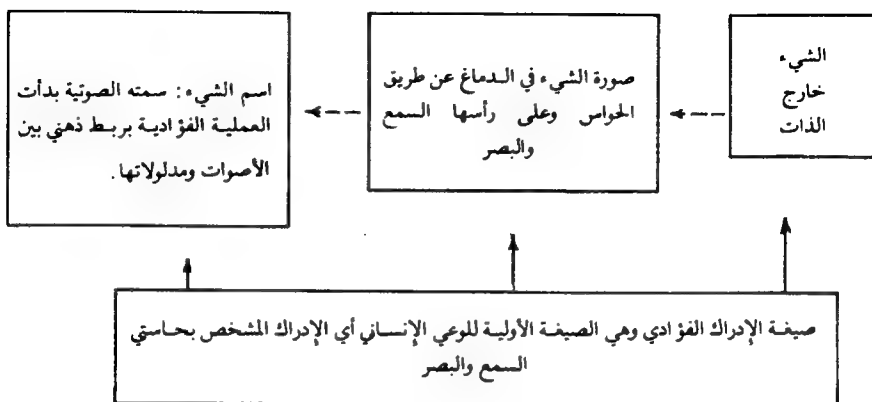 الشيء
خارج
الذات
صورة الشيء في الدماغ عن طريق
الحواس وعلى رأسها السمع
والبصر
اسم الشيء : سمته الصوتية بدأت
العملية الفؤادية بربط ذهني بين
الأصوات ومدلولاتها .
صيغة الإدراك الفؤادي وهي الصيغة الأولية للوعي الإنساني أي الإدراك المشخص بحاستي
السمع والبصر